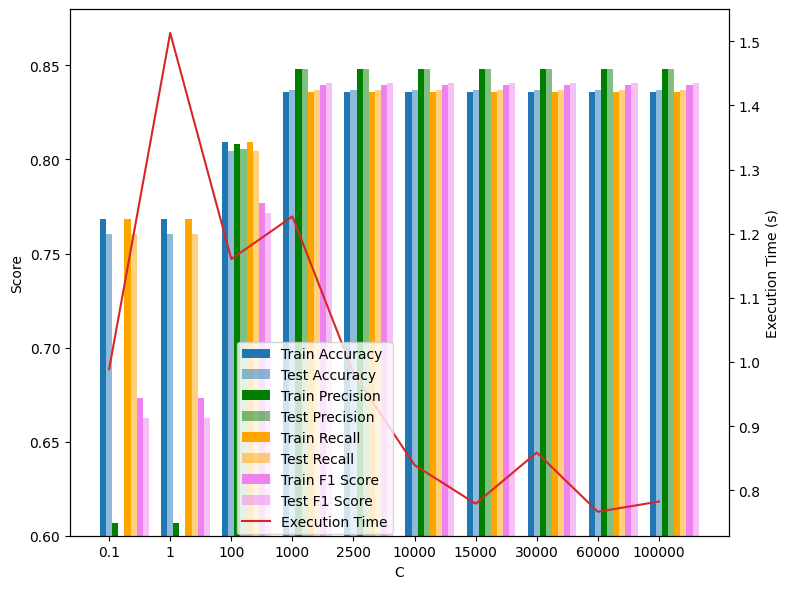 0.85
0.80
0.75
0.70
0.65
0.60
Score
1.5
1.4
1.3
1.2
1.1
1.0
0.9
0.8
Execution Time (s)
Train Accuracy
Test Accuracy
Train Precision
Test Precision
Train Recall
Test Recall
Train F1 Score
Test F1 Score
Execution Time
0.1 1 100 1000 2500 10000 15000 30000 60000 100000
C